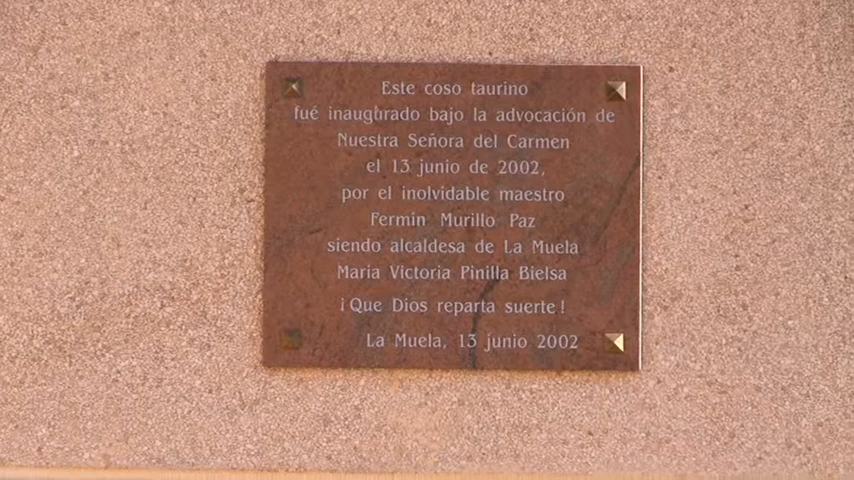 Este coso taurino
fué inaugurado bajo la advocación de
Nuestra Señora del Carmen
el 13 junio de 2002,
por el inolvidable maestro
Fermin Murillo Paz
siendo alcaldesa de La Muela
Maria Victoria Pinilla Bielsa
¡Que Dios reparta suerte!
La Muela, 13 junio 2002